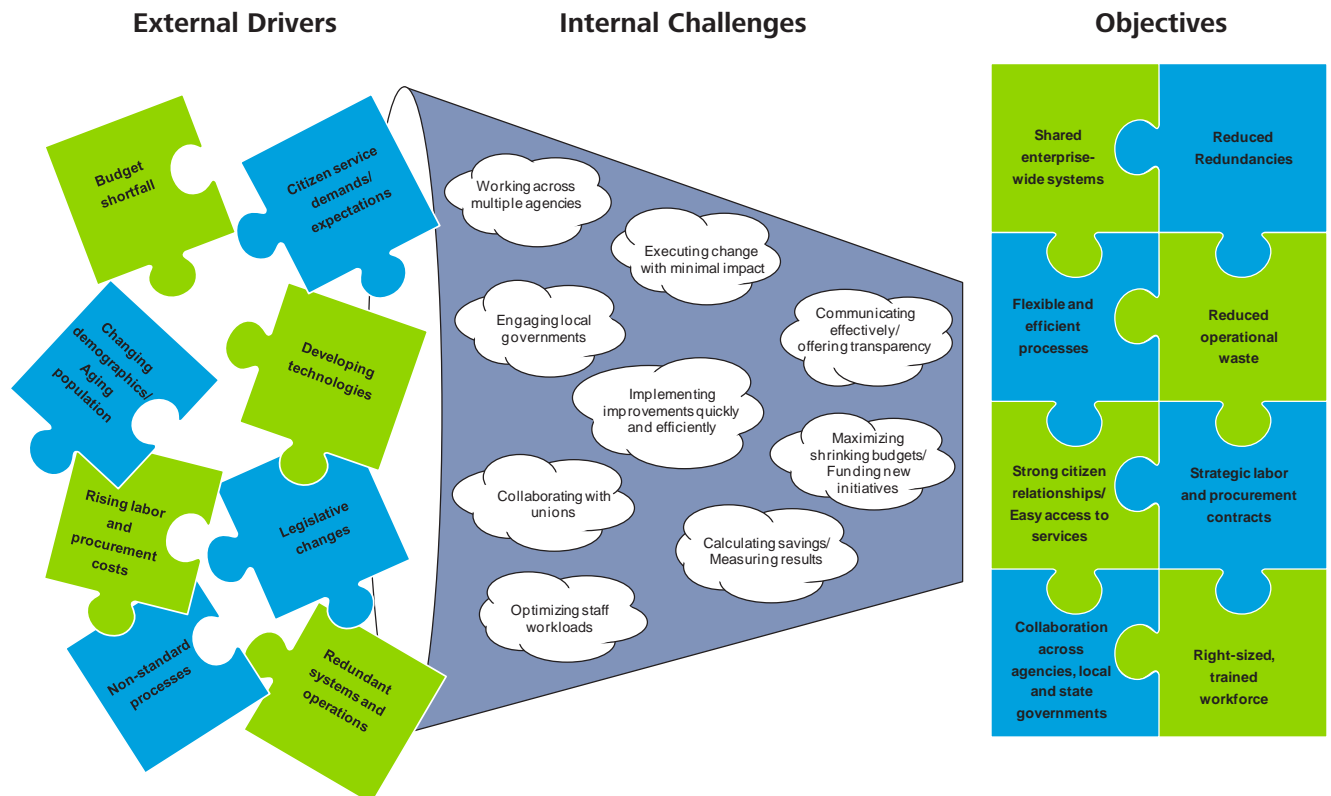 External Drivers
Internal Challenges
Objectives
Budget
shortfall
Citizen service
demands/
expectations
Changing
demographics/
Aging
population
Developing
technologies
Rising labor
and
procurement
costs
Legislative
changes
Non-standard
processes
Redundant
systems and
operations
Working across
multiple agencies
Executing change
with minimal impact
Engaging local
governments
Communicating
effectively/
offering transparency
Implementing
improvements quickly
and efficiently
Maximizing
shrinking budgets/
Funding new
initiatives
Collaborating with
unions
Calculating savings/
Measuring results
Optimizing staff
workloads
Shared
enterprise-
wide systems
Reduced
Redundancies
Flexible and
efficient
processes
Reduced
operational
waste
Strong citizen
relationships/
Easy access to
services
Strategic labor
and procurement
contracts
Collaboration
across
agencies, local
and state
governments
Right-sized,
trained
workforce